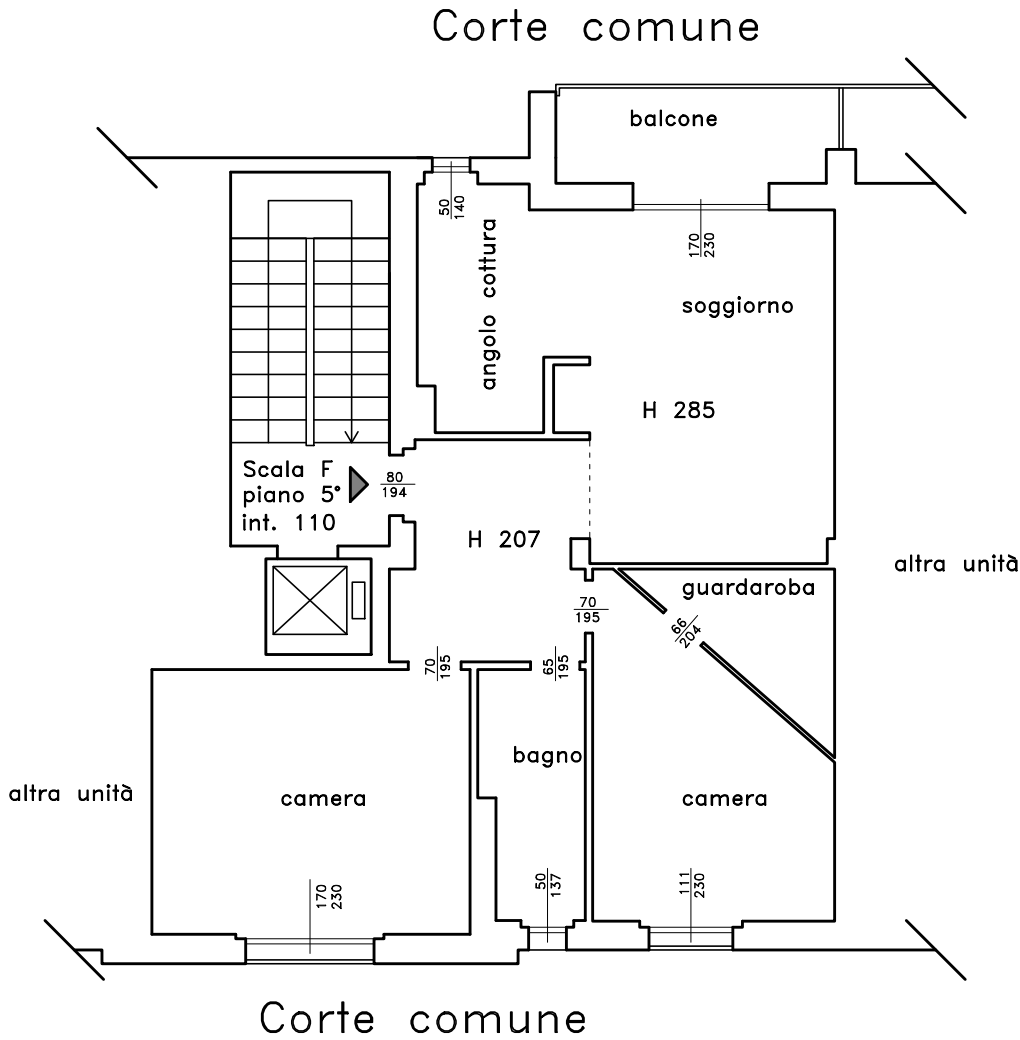 Corte comune
balcone
50
140
170
230
angolo cottura
soggiorno
H 285
Scala F
piano 5°
int. 110
80
194
H 207
altra unità
guardaroba
70
195
66
204
70
195
65
195
bagno
altra unità
camera
camera
170
230
50
137
111
230
Corte comune